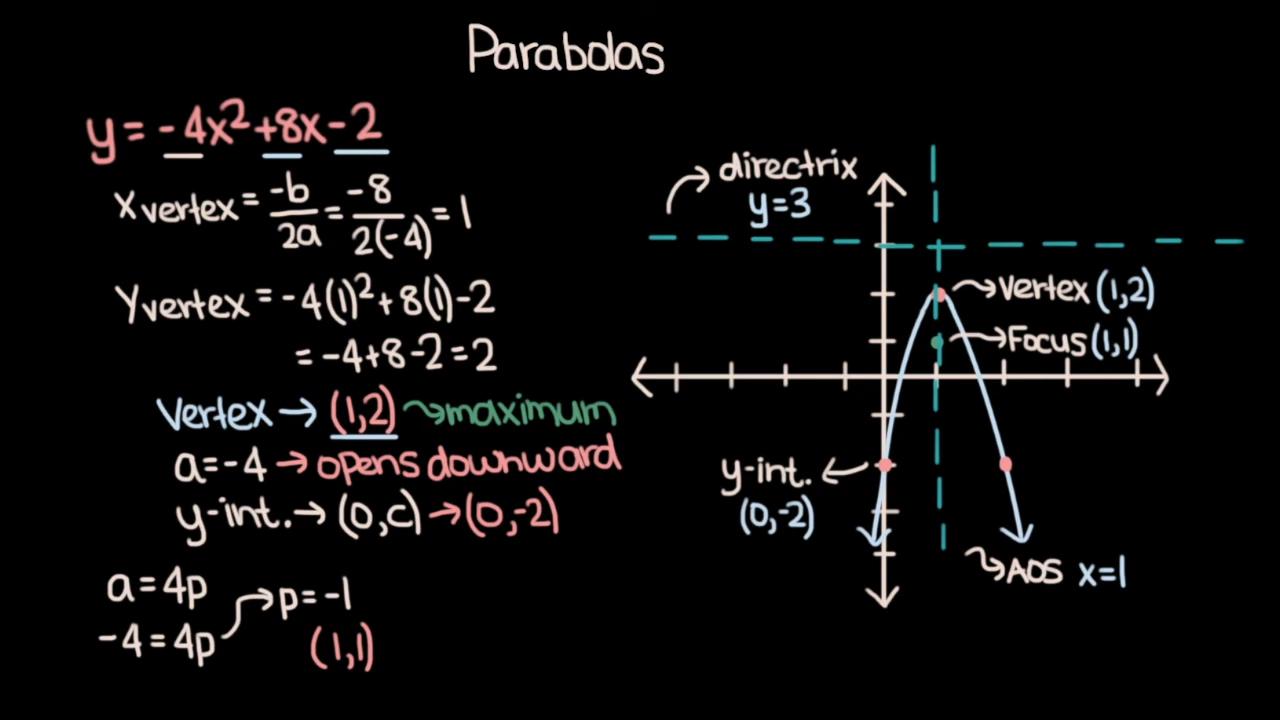 Parabolas
y = -4x²+8x-2
x vertex = -b/2a = -8/2(-4) = 1
y vertex = -4(1)²+8(1)-2
= -4+8-2=2
Vertex → (1,2) ⤳ maximum
a=-4 → opens downward
y-int. → (0,c) → (0,-2)
a=4p
-4=4p → p=-1
(1,1)
directrix
y=3
Vertex (1,2)
Focus (1,1)
y-int.
(0,-2)
AOS x=1